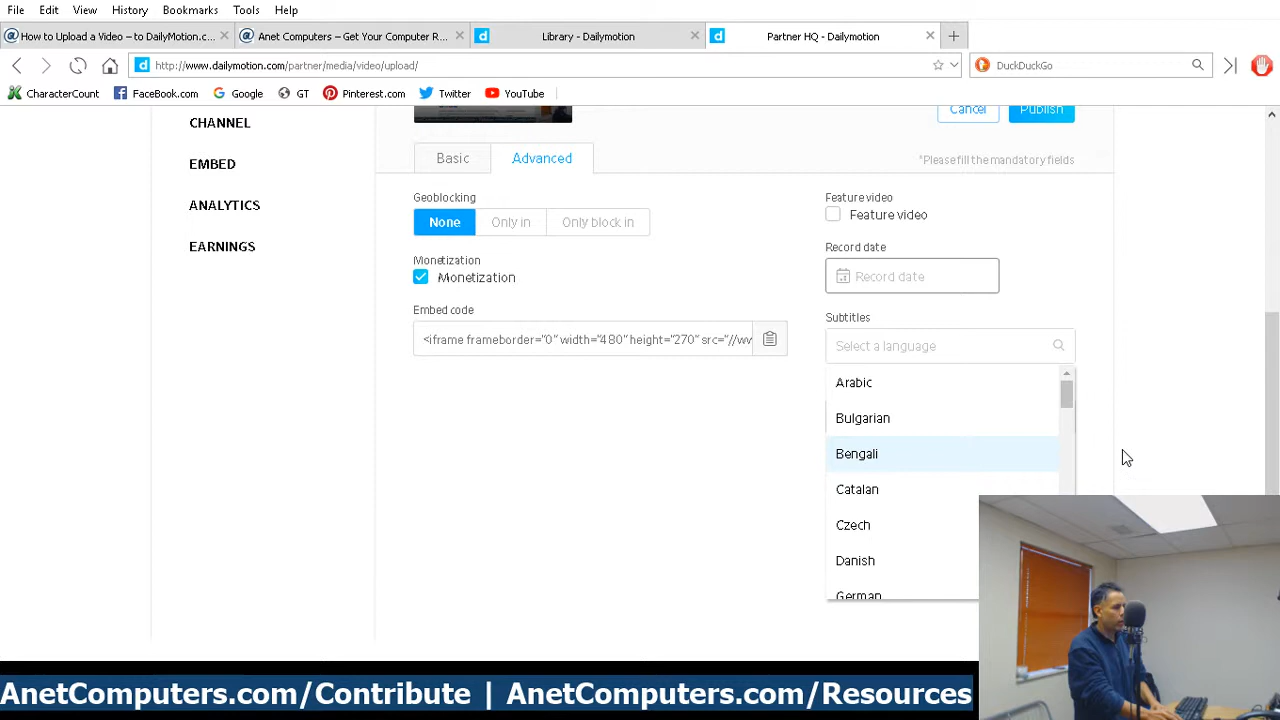 File Edit View History Bookmarks Tools Help
How to Upload a Video – to DailyMotion.c...
Anet Computers – Get Your Computer R...
Library - Dailymotion
Partner HQ - Dailymotion
http://www.dailymotion.com/partner/media/video/upload/
DuckDuckGo
CharacterCount FaceBook.com Google GT Pinterest.com Twitter YouTube
CHANNEL
EMBED
ANALYTICS
EARNINGS
Cancel
Publish
Basic
Advanced
*Please fill the mandatory fields
Geoblocking
None
Only in
Only block in
Monetization
Monetization
Embed code
<iframe frameborder="0" width="480" height="270" src="//wv
Feature video
Feature video
Record date
Record date
Subtitles
Select a language
Arabic
Bulgarian
Bengali
Catalan
Czech
Danish
German
AnetComputers.com/Contribute | AnetComputers.com/Resources